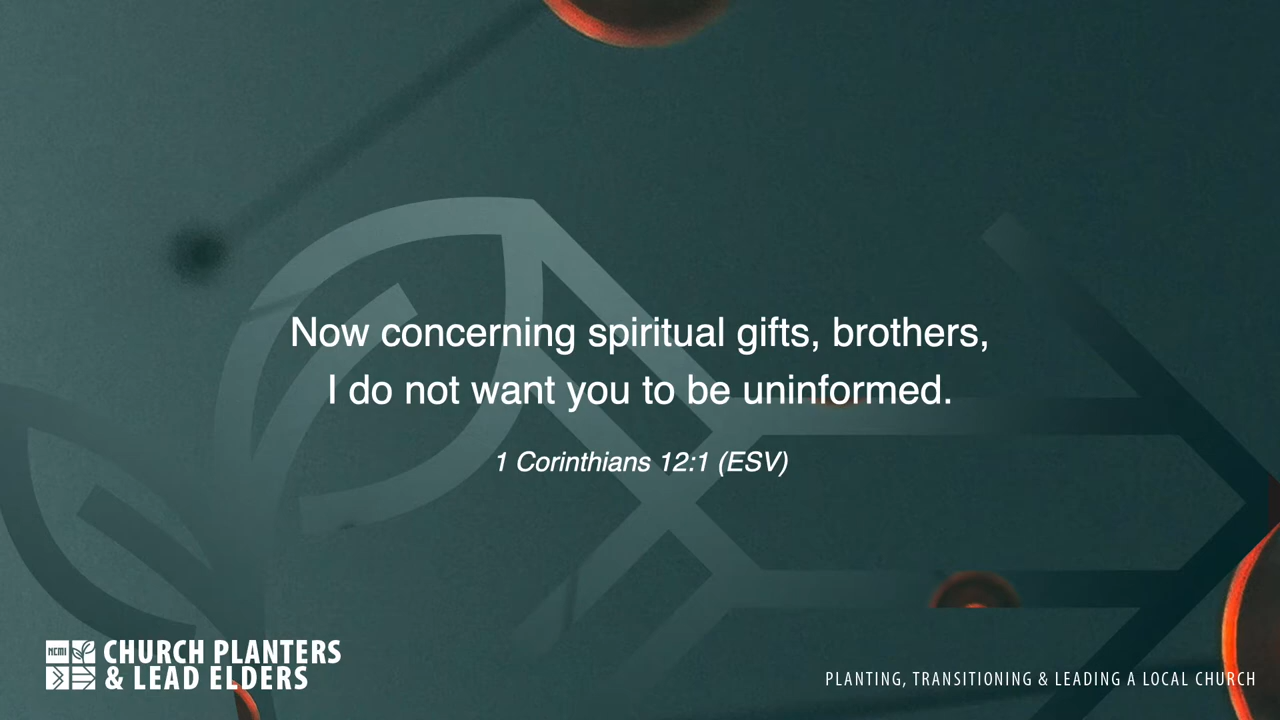 Now concerning spiritual gifts, brothers,
I do not want you to be uninformed.
1 Corinthians 12:1 (ESV)
NCMI
CHURCH PLANTERS
& LEAD ELDERS
PLANTING, TRANSITIONING & LEADING A LOCAL CHURCH